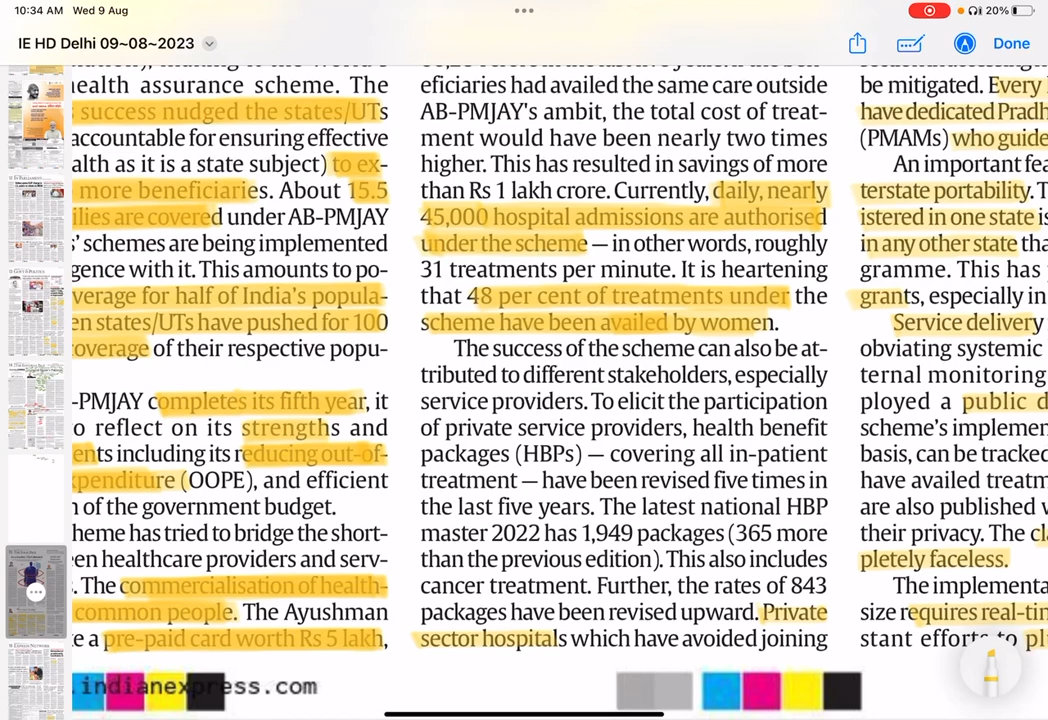 10:34 AM Wed 9 Aug
20%
IE HD Delhi 09~08~2023
Done
health assurance scheme. The
success nudged the states/UTs
accountable for ensuring effective
alth as it is a state subject) to ex-
more beneficiaries. About 15.5
ilies are covered under AB-PMJAY
s' schemes are being implemented
gence with it. This amounts to po-
verage for half of India's popula-
en states/UTs have pushed for 100
coverage of their respective popu-
-PMJAY completes its fifth year, it
o reflect on its strengths and
ents including its reducing out-of-
penditure (OOPE), and efficient
n of the government budget.
heme has tried to bridge the short-
een healthcare providers and serv-
s. The commercialisation of health-
common people. The Ayushman
e a pre-paid card worth Rs 5 lakh,
eficiaries had availed the same care outside
AB-PMJAY's ambit, the total cost of treat-
ment would have been nearly two times
higher. This has resulted in savings of more
than Rs 1 lakh crore. Currently, daily, nearly
45,000 hospital admissions are authorised
under the scheme — in other words, roughly
31 treatments per minute. It is heartening
that 48 per cent of treatments under the
scheme have been availed by women.
The success of the scheme can also be at-
tributed to different stakeholders, especially
service providers. To elicit the participation
of private service providers, health benefit
packages (HBPs) — covering all in-patient
treatment — have been revised five times in
the last five years. The latest national HBP
master 2022 has 1,949 packages (365 more
than the previous edition). This also includes
cancer treatment. Further, the rates of 843
packages have been revised upward. Private
sector hospitals which have avoided joining
be mitigated. Every
have dedicated Pradh
(PMAMs) who guide
An important fea
terstate portability. T
istered in one state is
in any other state tha
gramme. This has
grants, especially in
Service delivery
obviating systemic
ternal monitoring
ployed a public d
scheme's implemen
basis, can be tracked
have availed treatm
are also published w
their privacy. The cla
pletely faceless.
The implementa
size requires real-tin
stant efforts to pl
.indianexpress.com